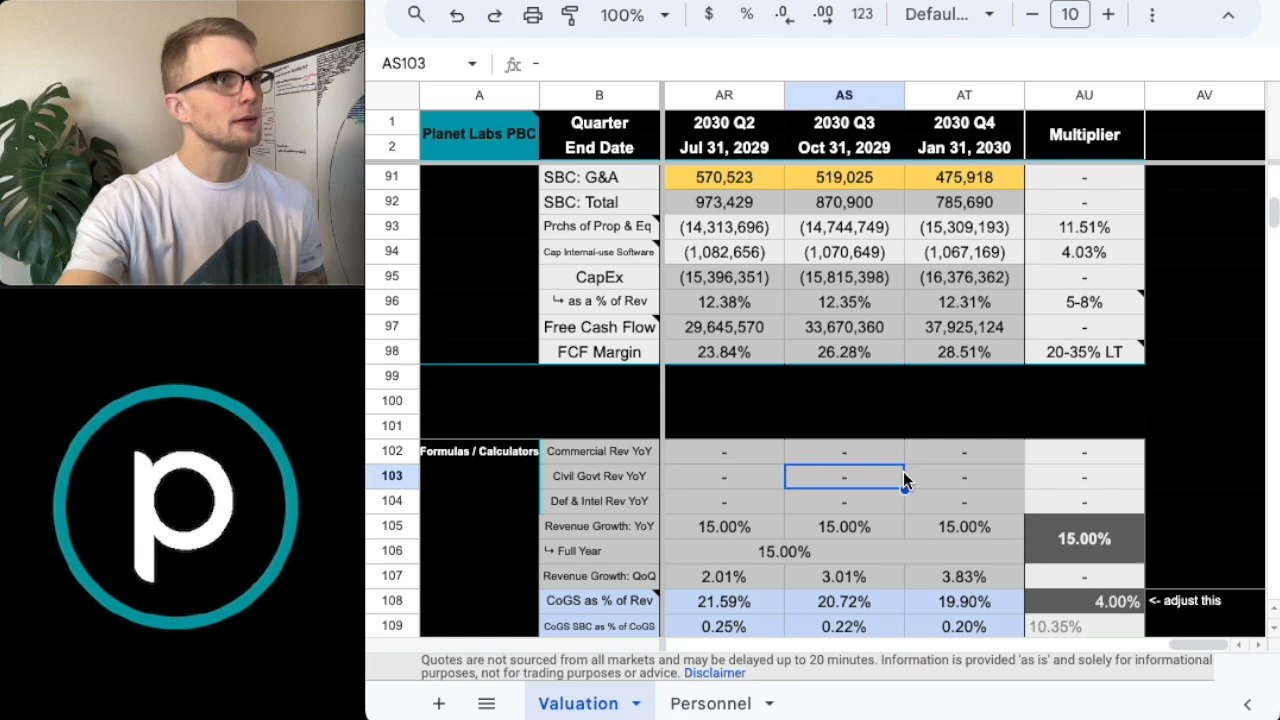 100% $ % .0 .00 123 Defaul... 10
AS103 fx -
A B AR AS AT AU AV
1 Planet Labs PBC Quarter 2030 Q2 2030 Q3 2030 Q4 Multiplier
2 End Date Jul 31, 2029 Oct 31, 2029 Jan 31, 2030
91 SBC: G&A 570,523 519,025 475,918 -
92 SBC: Total 973,429 870,900 785,690 -
93 Prchs of Prop & Eq (14,313,696) (14,744,749) (15,309,193) 11.51%
94 Cap Internal-use Software (1,082,656) (1,070,649) (1,067,169) 4.03%
95 CapEx (15,396,351) (15,815,398) (16,376,362) -
96 ↳ as a % of Rev 12.38% 12.35% 12.31% 5-8%
97 Free Cash Flow 29,645,570 33,670,360 37,925,124 -
98 FCF Margin 23.84% 26.28% 28.51% 20-35% LT
99
100
101
102 Formulas / Calculators Commercial Rev YoY - - - -
103 Civil Govt Rev YoY - - - -
104 Def & Intel Rev YoY - - - -
105 Revenue Growth: YoY 15.00% 15.00% 15.00% 15.00%
106 ↳ Full Year 15.00%
107 Revenue Growth: QoQ 2.01% 3.01% 3.83% -
108 CoGS as % of Rev 21.59% 20.72% 19.90% 4.00% <- adjust this
109 CoGS SBC as % of CoGS 0.25% 0.22% 0.20% 10.35%
Quotes are not sourced from all markets and may be delayed up to 20 minutes. Information is provided 'as is' and solely for informational
purposes, not for trading purposes or advice. Disclaimer
Valuation Personnel
p